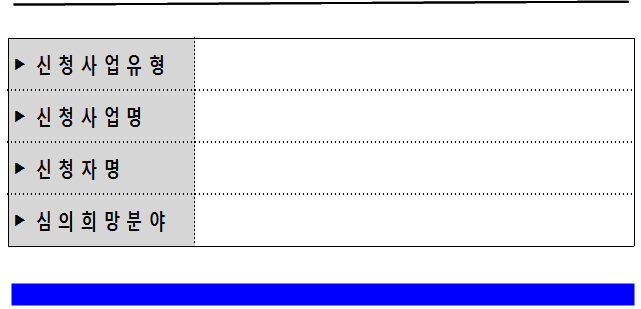 ▶ 신 청 사 업 유 형
▶ 신 청 사 업 명
▶ 신 청 자 명
▶ 심 의 희 망 분 야